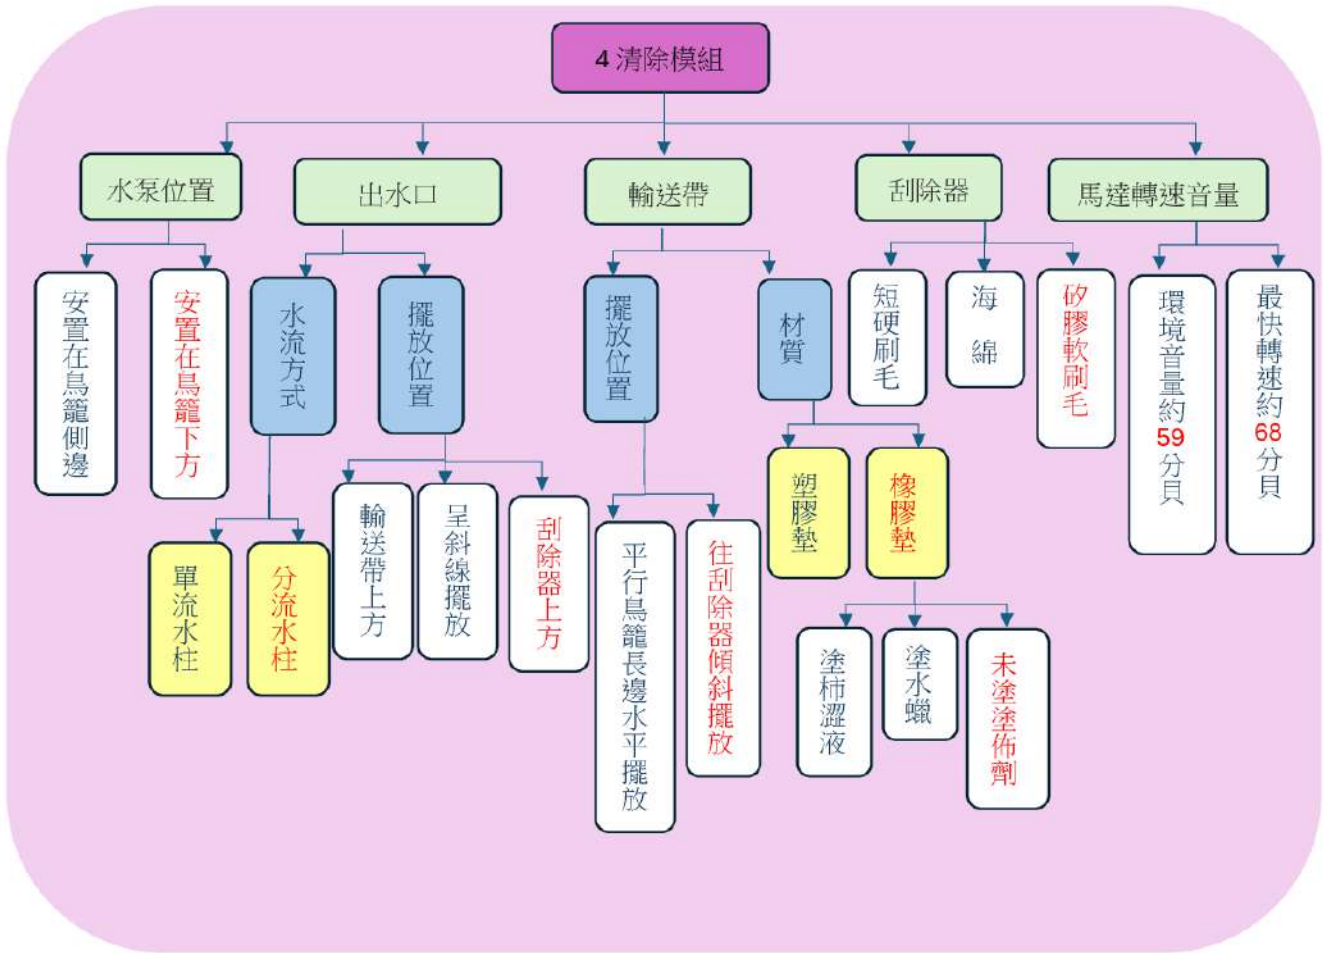 4 清除模組
水泵位置
出水口
輸送帶
刮除器
馬達轉速音量
安置在鳥籠側邊
安置在鳥籠下方
水流方式
擺放位置
擺放位置
材質
短硬刷毛
海綿
矽膠軟刷毛
環境音量約59分貝
最快轉速約68分貝
單流水柱
分流水柱
輸送帶上方
呈斜線擺放
刮除器上方
平行鳥籠長邊水平擺放
往刮除器傾斜擺放
塑膠墊
橡膠墊
塗柿澀液
塗水蠟
未塗塗佈劑